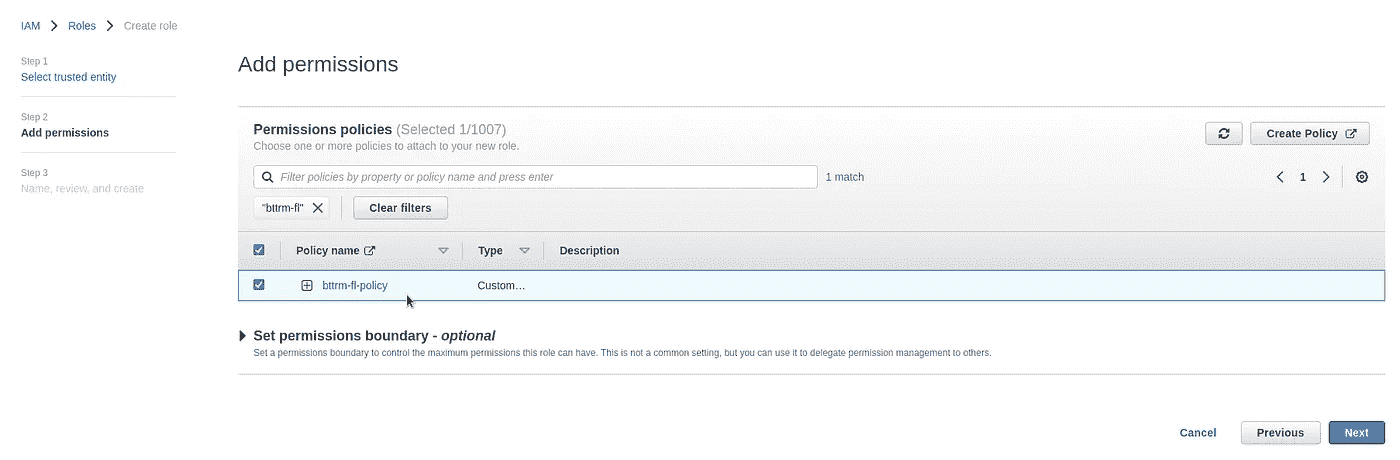 IAM > Roles > Create role
Step 1
Select trusted entity
Step 2
Add permissions
Step 3
Name, review, and create
Add permissions
Permissions policies (Selected 1/1007)
Choose one or more policies to attach to your new role.
Create Policy
Filter policies by property or policy name and press enter
1 match
1
"bttrm-fl"
Clear filters
Policy name Type Description
bttrm-fl-policy Custom...
Set permissions boundary - optional
Set a permissions boundary to control the maximum permissions this role can have. This is not a common setting, but you can use it to delegate permission management to others.
Cancel Previous Next